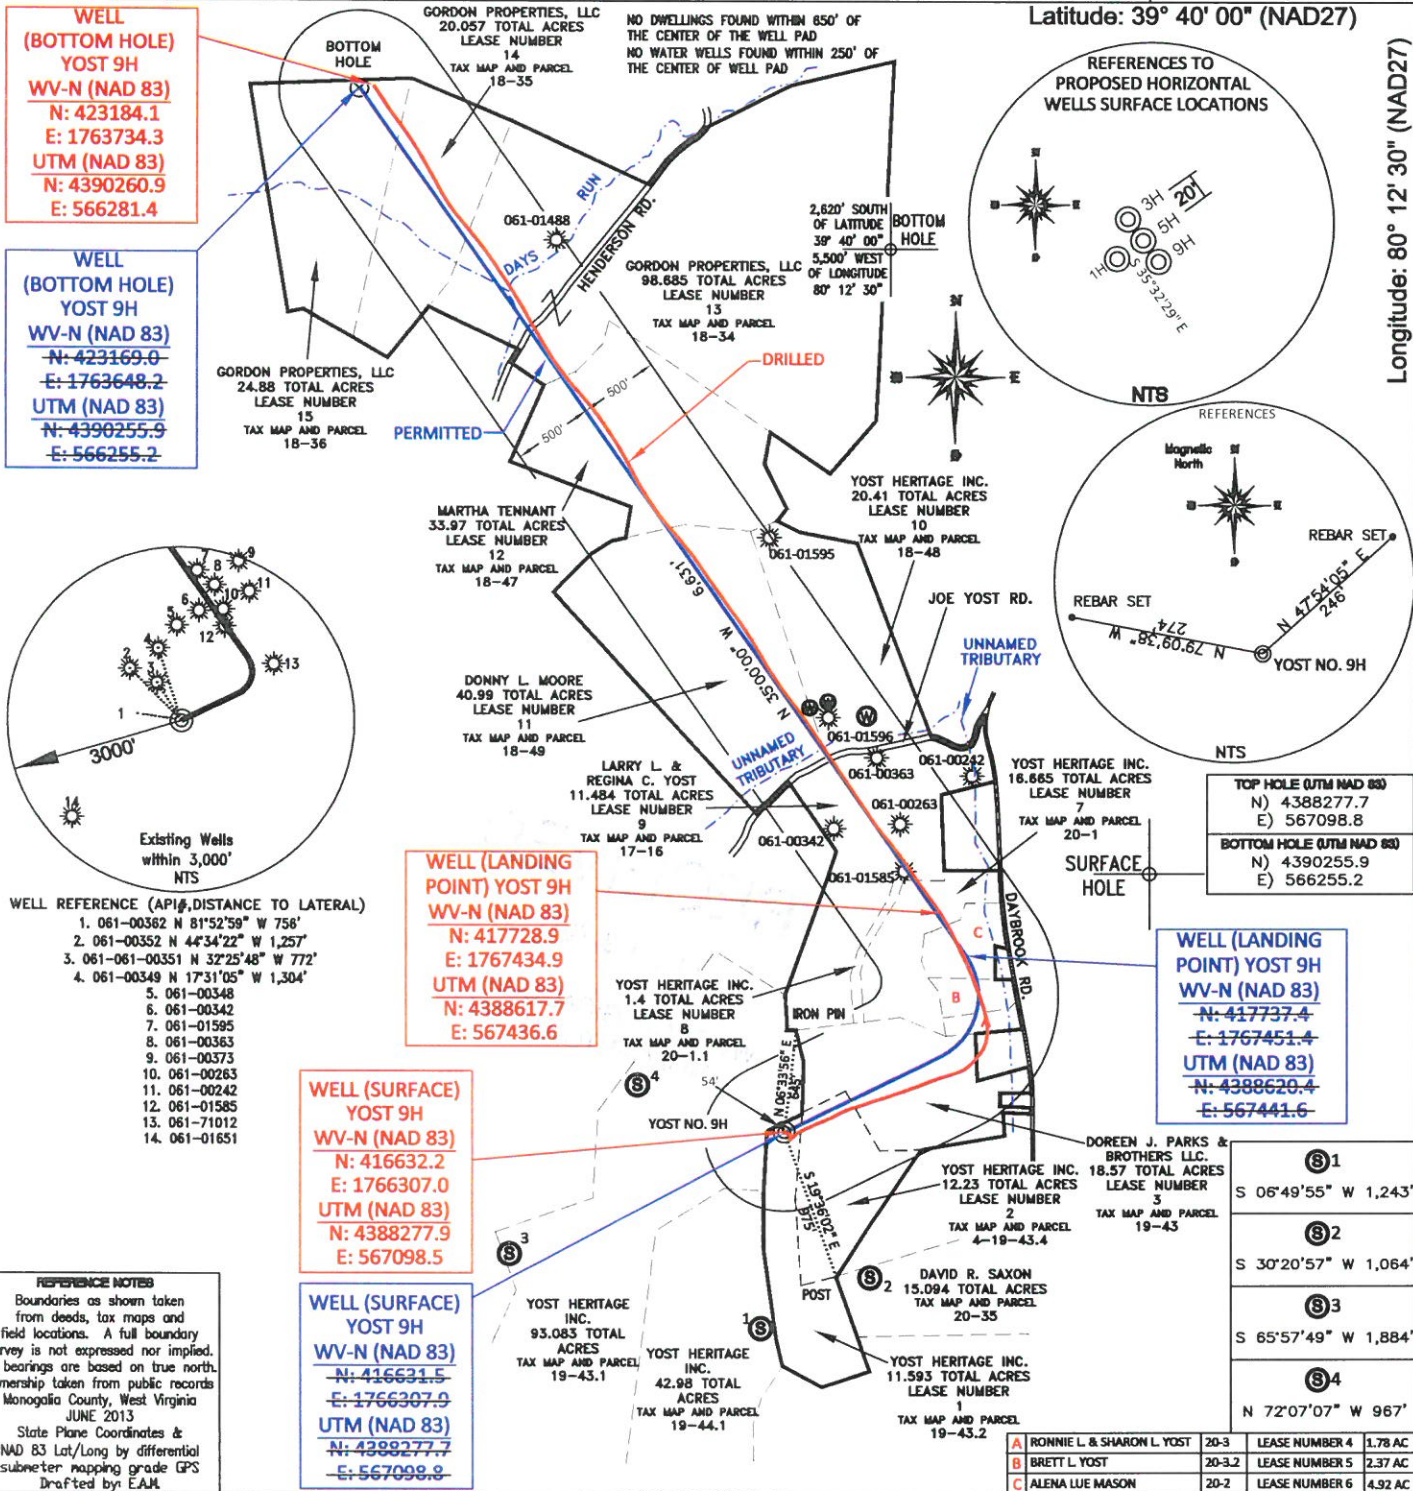 WELL
(BOTTOM HOLE)
YOST 9H
WV-N (NAD 83)
N: 423184.1
E: 1763734.3
UTM (NAD 83)
N: 4390260.9
E: 566281.4
WELL
(BOTTOM HOLE)
YOST 9H
WV-N (NAD 83)
N: 423169.0
E: 1763648.2
UTM (NAD 83)
N: 4390255.9
E: 566255.2
BOTTOM
HOLE
GORDON PROPERTIES, LLC
20.057 TOTAL ACRES
LEASE NUMBER
14
TAX MAP AND PARCEL
18-35
NO DWELLINGS FOUND WITHIN 650' OF
THE CENTER OF THE WELL PAD
NO WATER WELLS FOUND WITHIN 250' OF
THE CENTER OF WELL PAD
Latitude: 39° 40' 00" (NAD27)
Longitude: 80° 12' 30" (NAD27)
REFERENCES TO
PROPOSED HORIZONTAL
WELLS SURFACE LOCATIONS
3H
20'
5H
9H
1H
S 35°32'29" E
NTS
061-01488
DAYS
RUN
HENDERSON RD.
2,620' SOUTH
OF LATITUDE
39° 40' 00"
5,500' WEST
OF LONGITUDE
80° 12' 30"
BOTTOM
HOLE
GORDON PROPERTIES, LLC
98.685 TOTAL ACRES
LEASE NUMBER
13
TAX MAP AND PARCEL
18-34
DRILLED
GORDON PROPERTIES, LLC
24.88 TOTAL ACRES
LEASE NUMBER
15
TAX MAP AND PARCEL
18-36
PERMITTED
500'
500'
REFERENCES
Magnetic
North
REBAR SET
REBAR SET
N 47°54'05" E
246'
N 79°09'38" W
274'
YOST NO. 9H
NTS
MARTHA TENNANT
33.97 TOTAL ACRES
LEASE NUMBER
12
TAX MAP AND PARCEL
18-47
YOST HERITAGE INC.
20.41 TOTAL ACRES
LEASE NUMBER
10
TAX MAP AND PARCEL
18-48
061-01595
6,631'
N 35°00'00" W
JOE YOST RD.
UNNAMED
TRIBUTARY
7
9
8
11
6
10
5
12
4
2
3
13
1
3000'
14
Existing Wells
within 3,000'
NTS
DONNY L. MOORE
40.99 TOTAL ACRES
LEASE NUMBER
11
TAX MAP AND PARCEL
18-49
UNNAMED
TRIBUTARY
W
W
W
061-01596
061-00363
061-00242
LARRY L. &
REGINA C. YOST
11.484 TOTAL ACRES
LEASE NUMBER
9
TAX MAP AND PARCEL
17-16
061-00263
061-00342
061-01585
YOST HERITAGE INC.
16.665 TOTAL ACRES
LEASE NUMBER
7
TAX MAP AND PARCEL
20-1
SURFACE
HOLE
TOP HOLE (UTM NAD 83)
N) 4388277.7
E) 567098.8
BOTTOM HOLE (UTM NAD 83)
N) 4390255.9
E) 566255.2
WELL REFERENCE (API#,DISTANCE TO LATERAL)
1. 061-00362 N 81°52'59" W 756'
2. 061-00352 N 44°34'22" W 1,257'
3. 061-061-00351 N 32°25'48" W 772'
4. 061-00349 N 17°31'05" W 1,304'
5. 061-00348
6. 061-00342
7. 061-01595
8. 061-00363
9. 061-00373
10. 061-00263
11. 061-00242
12. 061-01585
13. 061-71012
14. 061-01651
WELL (LANDING
POINT) YOST 9H
WV-N (NAD 83)
N: 417728.9
E: 1767434.9
UTM (NAD 83)
N: 4388617.7
E: 567436.6
DAYBROOK RD.
C
B
WELL (LANDING
POINT) YOST 9H
WV-N (NAD 83)
N: 417737.4
E: 1767451.4
UTM (NAD 83)
N: 4388620.4
E: 567441.6
YOST HERITAGE INC.
1.4 TOTAL ACRES
LEASE NUMBER
8
TAX MAP AND PARCEL
20-1.1
IRON PIN
N 06°33'56" E
645'
S 4
54'
YOST NO. 9H
WELL (SURFACE)
YOST 9H
WV-N (NAD 83)
N: 416632.2
E: 1766307.0
UTM (NAD 83)
N: 4388277.9
E: 567098.5
S 19°36'02" E
975'
YOST HERITAGE INC.
12.23 TOTAL ACRES
LEASE NUMBER
2
TAX MAP AND PARCEL
4-19-43.4
DOREEN J. PARKS &
BROTHERS LLC.
18.57 TOTAL ACRES
LEASE NUMBER
3
TAX MAP AND PARCEL
19-43
S 1
S 06°49'55" W 1,243'
S 2
S 30°20'57" W 1,064'
S 3
S 65°57'49" W 1,884'
S 4
N 72°07'07" W 967'
S 3
S 2
POST
DAVID R. SAXON
15.094 TOTAL ACRES
TAX MAP AND PARCEL
20-35
WELL (SURFACE)
YOST 9H
WV-N (NAD 83)
N: 416631.5
E: 1766307.9
UTM (NAD 83)
N: 4388277.7
E: 567098.8
YOST HERITAGE
INC.
93.083 TOTAL
ACRES
TAX MAP AND PARCEL
19-43.1
1 S
YOST HERITAGE
INC.
42.98 TOTAL
ACRES
TAX MAP AND PARCEL
19-44.1
YOST HERITAGE INC.
11.593 TOTAL ACRES
LEASE NUMBER
1
TAX MAP AND PARCEL
19-43.2
REFERENCE NOTES
Boundaries as shown taken
from deeds, tax maps and
field locations. A full boundary
rvey is not expressed nor implied.
bearings are based on true north.
nership taken from public records
Monogalia County, West Virginia
JUNE 2013
State Plane Coordinates &
NAD 83 Lat/Long by differential
submeter mapping grade GPS
Drafted by: E.A.M.
A RONNIE L. & SHARON L. YOST 20-3 LEASE NUMBER 4 1.78 AC
B BRETT L. YOST 20-3.2 LEASE NUMBER 5 2.37 AC
C ALENA LUE MASON 20-2 LEASE NUMBER 6 4.92 AC